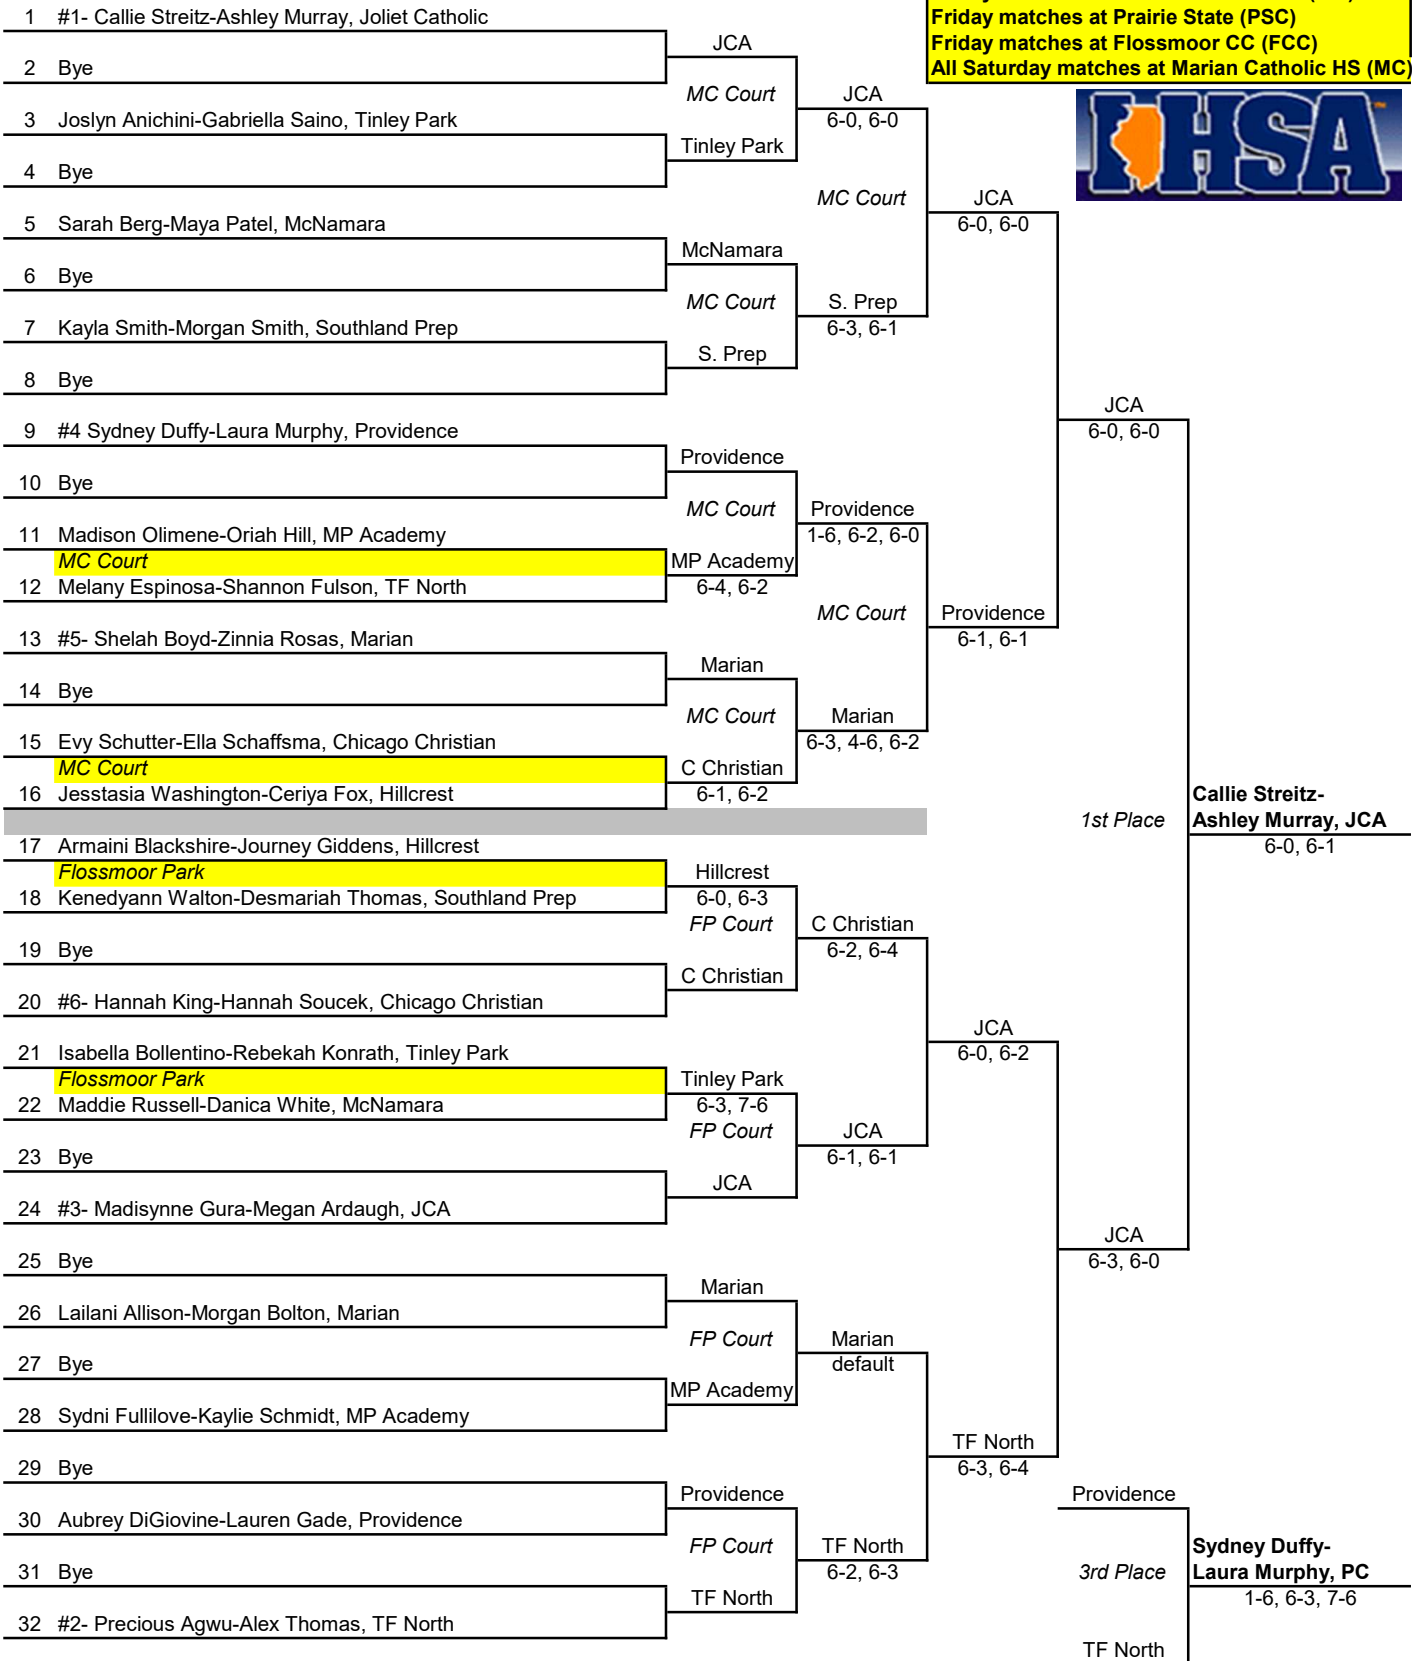 Friday matches at Prairie State (PSC)
Friday matches at Flossmoor CC (FCC)
All Saturday matches at Marian Catholic HS (MC)
IHSA
1 #1- Callie Streitz-Ashley Murray, Joliet Catholic
JCA
2 Bye
MC Court
JCA
6-0, 6-0
3 Joslyn Anichini-Gabriella Saino, Tinley Park
Tinley Park
4 Bye
MC Court
JCA
6-0, 6-0
5 Sarah Berg-Maya Patel, McNamara
McNamara
6 Bye
MC Court
S. Prep
6-3, 6-1
7 Kayla Smith-Morgan Smith, Southland Prep
S. Prep
8 Bye
JCA
6-0, 6-0
9 #4 Sydney Duffy-Laura Murphy, Providence
Providence
10 Bye
MC Court
Providence
1-6, 6-2, 6-0
11 Madison Olimene-Oriah Hill, MP Academy
MC Court
MP Academy
6-4, 6-2
12 Melany Espinosa-Shannon Fulson, TF North
MC Court
Providence
6-1, 6-1
13 #5- Shelah Boyd-Zinnia Rosas, Marian
Marian
14 Bye
MC Court
Marian
6-3, 4-6, 6-2
15 Evy Schutter-Ella Schaffsma, Chicago Christian
MC Court
C Christian
6-1, 6-2
16 Jesstasia Washington-Ceriya Fox, Hillcrest
1st Place
Callie Streitz-
Ashley Murray, JCA
6-0, 6-1
17 Armaini Blackshire-Journey Giddens, Hillcrest
Flossmoor Park
Hillcrest
6-0, 6-3
18 Kenedyann Walton-Desmariah Thomas, Southland Prep
FP Court
C Christian
6-2, 6-4
19 Bye
C Christian
20 #6- Hannah King-Hannah Soucek, Chicago Christian
JCA
6-0, 6-2
21 Isabella Bollentino-Rebekah Konrath, Tinley Park
Flossmoor Park
Tinley Park
6-3, 7-6
22 Maddie Russell-Danica White, McNamara
FP Court
JCA
6-1, 6-1
23 Bye
JCA
24 #3- Madisynne Gura-Megan Ardaugh, JCA
JCA
6-3, 6-0
25 Bye
Marian
26 Lailani Allison-Morgan Bolton, Marian
FP Court
Marian
default
27 Bye
MP Academy
28 Sydni Fullilove-Kaylie Schmidt, MP Academy
TF North
6-3, 6-4
29 Bye
Providence
30 Aubrey DiGiovine-Lauren Gade, Providence
FP Court
TF North
6-2, 6-3
31 Bye
TF North
32 #2- Precious Agwu-Alex Thomas, TF North
Providence
3rd Place
Sydney Duffy-
Laura Murphy, PC
1-6, 6-3, 7-6
TF North